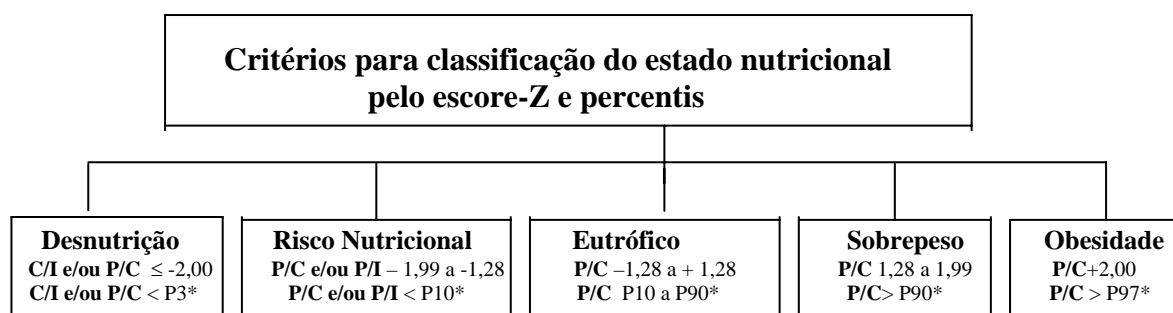 Critérios para classificação do estado nutricional
pelo escore-Z e percentis
Desnutrição
C/I e/ou P/C ≤ -2,00
C/I e/ou P/C < P3*
Risco Nutricional
P/C e/ou P/I – 1,99 a -1,28
P/C e/ou P/I < P10*
Eutrófico
P/C –1,28 a + 1,28
P/C P10 a P90*
Sobrepeso
P/C 1,28 a 1,99
P/C> P90*
Obesidade
P/C+2,00
P/C > P97*